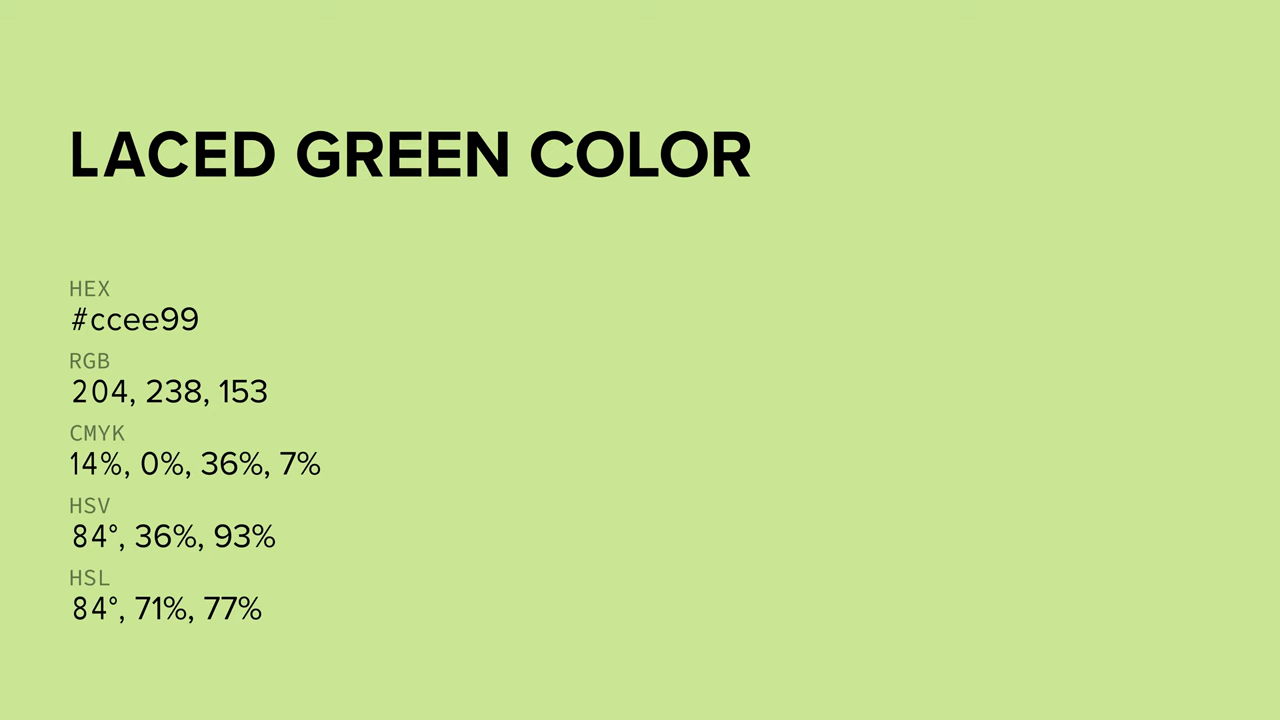 LACED GREEN COLOR
HEX
#ccee99
RGB
204, 238, 153
CMYK
14%, 0%, 36%, 7%
HSV
84°, 36%, 93%
HSL
84°, 71%, 77%